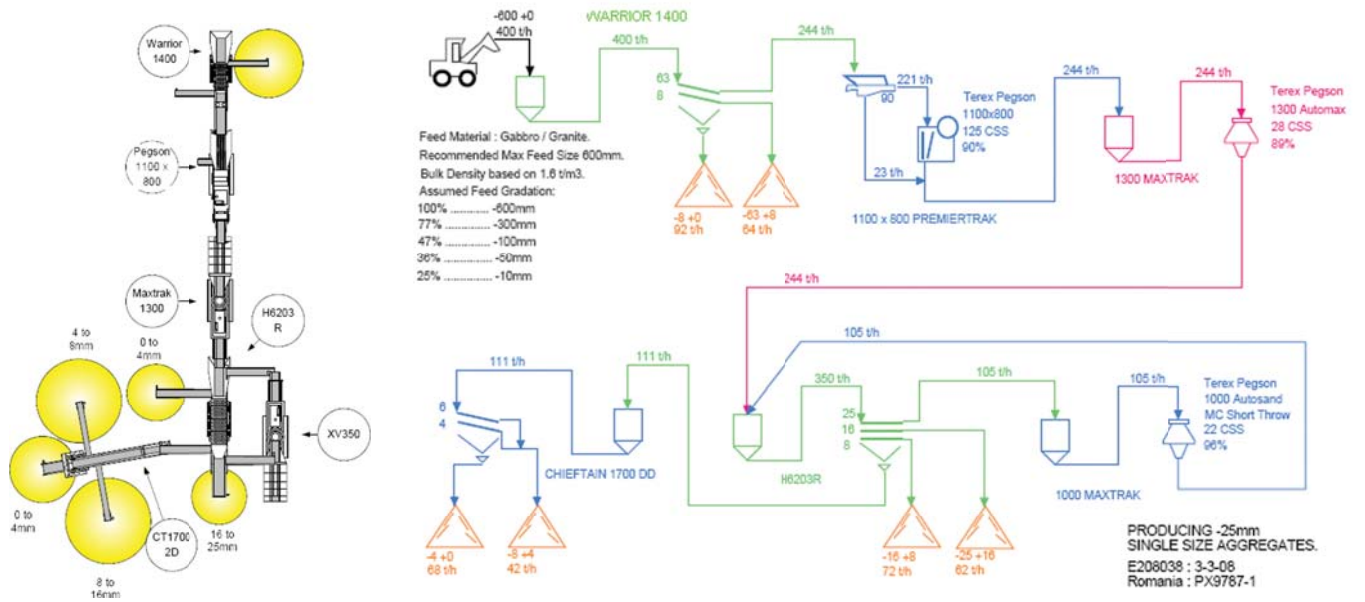 Warrior
1400
Pegson
1100 x
800
Maxtrak
1300
H6203
R
4 to
8mm
0 to
4mm
XV350
0 to
4mm
CT1700
2D
16 to
25mm
8 to
16mm
-600 +0
400 t/h
WARRIOR 1400
400 t/h
63
8
244 t/h
-8 +0
92 t/h
-63 +8
64 t/h
Feed Material : Gabbro / Granite.
Recommended Max Feed Size 600mm.
Bulk Density based on 1.6 t/m3.
Assumed Feed Gradation:
100% ............ -600mm
77% ............. -300mm
47% ............. -100mm
36% ............. -50mm
25% ............. -10mm
90
221 t/h
23 t/h
Terex Pegson
1100x800
125 CSS
90%
1100 x 800 PREMIERTRAK
244 t/h
1300 MAXTRAK
244 t/h
Terex Pegson
1300 Automax
28 CSS
89%
244 t/h
105 t/h
111 t/h
6
4
CHIEFTAIN 1700 DD
-4 +0
68 t/h
-8 +4
42 t/h
111 t/h
350 t/h
25
16
8
H6203R
-16 +8
72 t/h
-25 +16
62 t/h
105 t/h
1000 MAXTRAK
105 t/h
Terex Pegson
1000 Autosand
MC Short Throw
22 CSS
96%
PRODUCING -25mm
SINGLE SIZE AGGREGATES.
E208038 : 3-3-08
Romania : PX9787-1